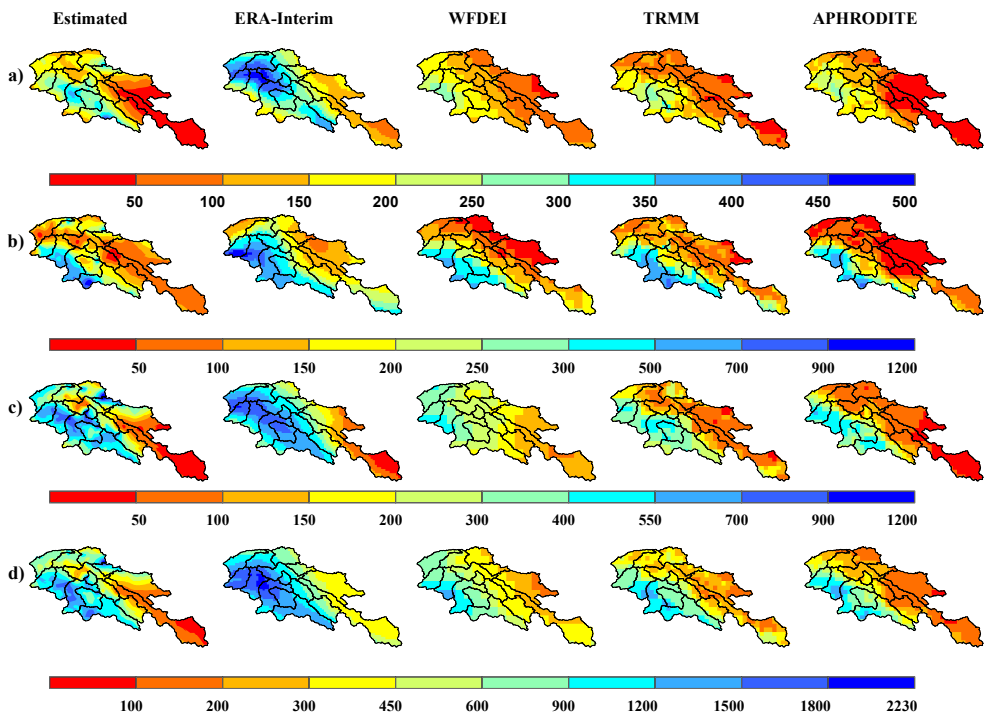 Estimated ERA-Interim WFDEI TRMM APHRODITE
a)
50 100 150 200 250 300 350 400 450 500
b)
50 100 150 200 250 300 500 700 900 1200
c)
50 100 150 200 300 400 550 700 900 1200
d)
100 200 300 450 600 900 1200 1500 1800 2230